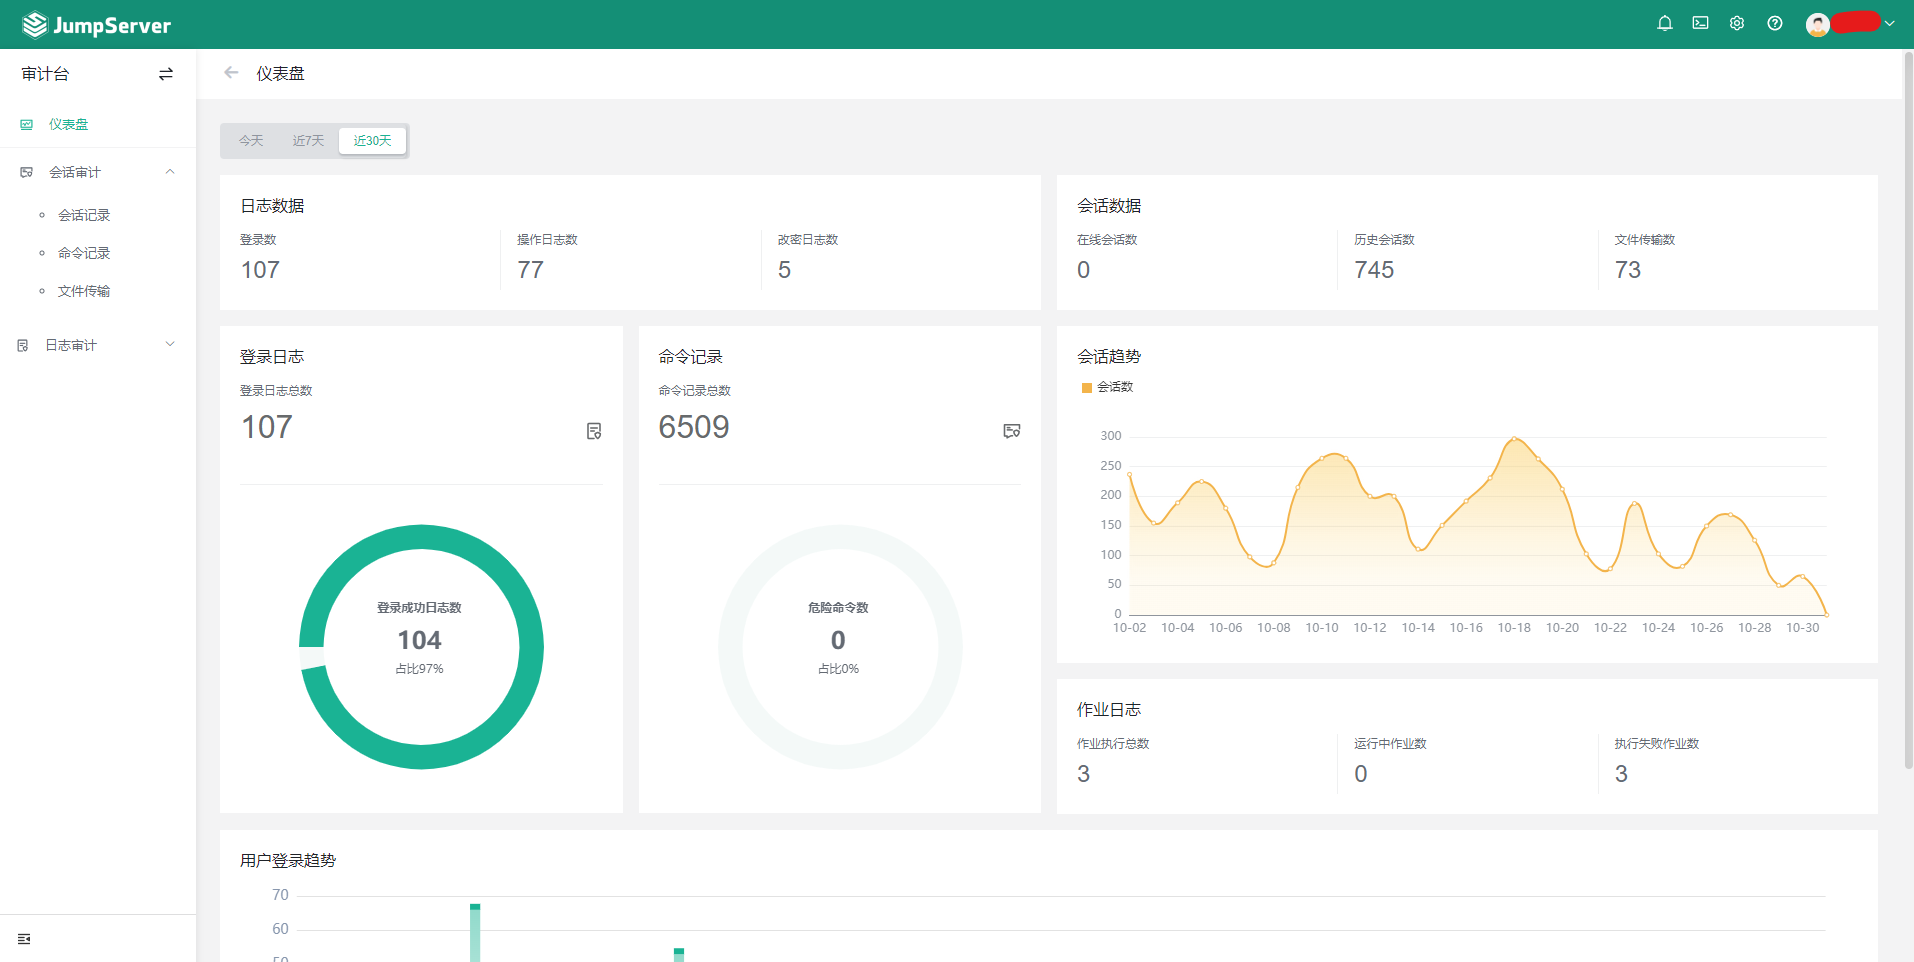 JumpServer
审计台
仪表盘
会话审计
会话记录
命令记录
文件传输
日志审计
仪表盘
今天 近7天 近30天
日志数据
登录数 操作日志数 改密日志数
107 77 5
会话数据
在线会话数 历史会话数 文件传输数
0 745 73
登录日志
登录日志总数
107
登录成功日志数
104
占比97%
命令记录
命令记录总数
6509
危险命令数
0
占比0%
会话趋势
会话数
300
250
200
150
100
50
0
10-02 10-04 10-06 10-08 10-10 10-12 10-14 10-16 10-18 10-20 10-22 10-24 10-26 10-28 10-30
作业日志
作业执行总数 运行中作业数 执行失败作业数
3 0 3
用户登录趋势
70
60
50